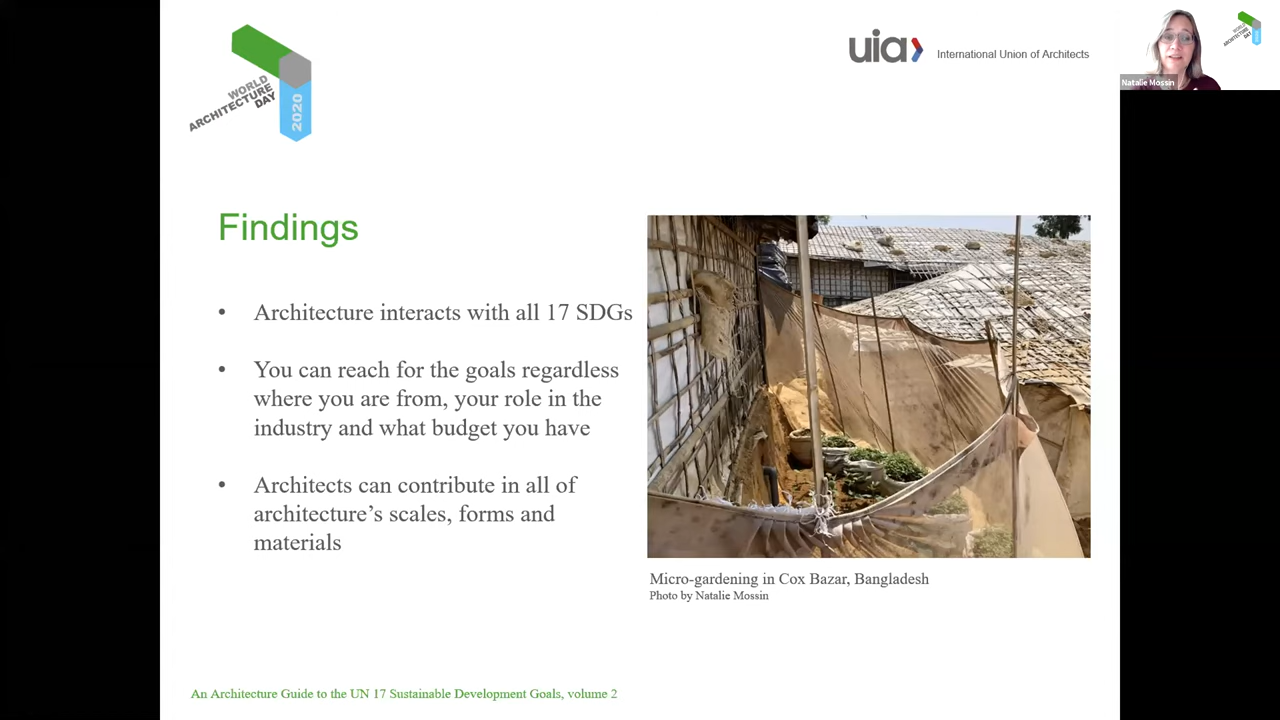 WORLD
ARCHITECTURE
DAY
2020
uia
International Union of Architects
Natalie Mossin
WORLD
ARCHITECTURE
DAY
Findings
• Architecture interacts with all 17 SDGs
• You can reach for the goals regardless
where you are from, your role in the
industry and what budget you have
• Architects can contribute in all of
architecture’s scales, forms and
materials
Micro-gardening in Cox Bazar, Bangladesh
Photo by Natalie Mossin
An Architecture Guide to the UN 17 Sustainable Development Goals, volume 2